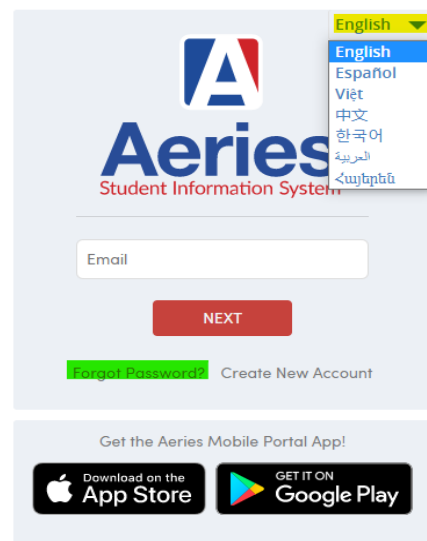 English
English
Español
Việt
中文
한국어
العربية
Հայերեն
Aeries
Student Information System
Email
NEXT
Forgot Password? Create New Account
Get the Aeries Mobile Portal App!
Download on the
App Store
GET IT ON
Google Play